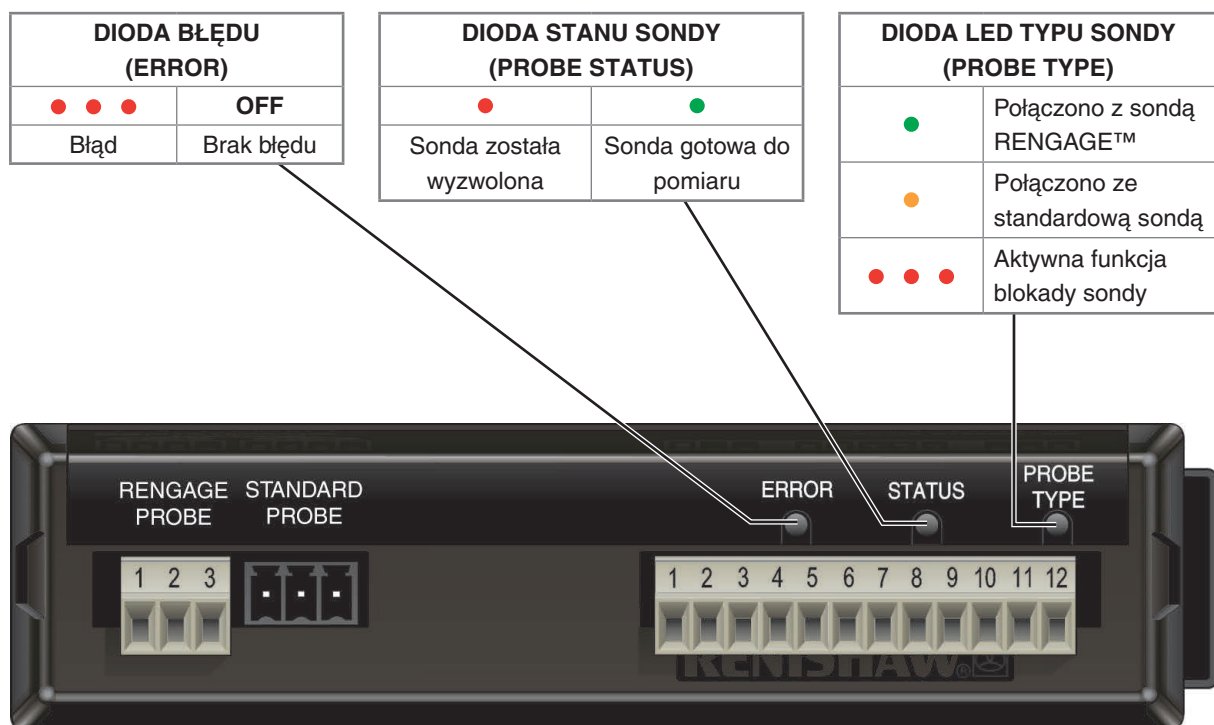 DIODA BŁĘDU
(ERROR)
OFF
Błąd
Brak błędu
DIODA STANU SONDY
(PROBE STATUS)
Sonda została
wyzwolona
Sonda gotowa do
pomiaru
DIODA LED TYPU SONDY
(PROBE TYPE)
Połączono z sondą
RENGAGE™
Połączono ze
standardową sondą
Aktywna funkcja
blokady sondy
RENGAGE
PROBE
STANDARD
PROBE
ERROR
STATUS
PROBE
TYPE
1 2 3
1 2 3 4 5 6 7 8 9 10 11 12
RENISHAW®